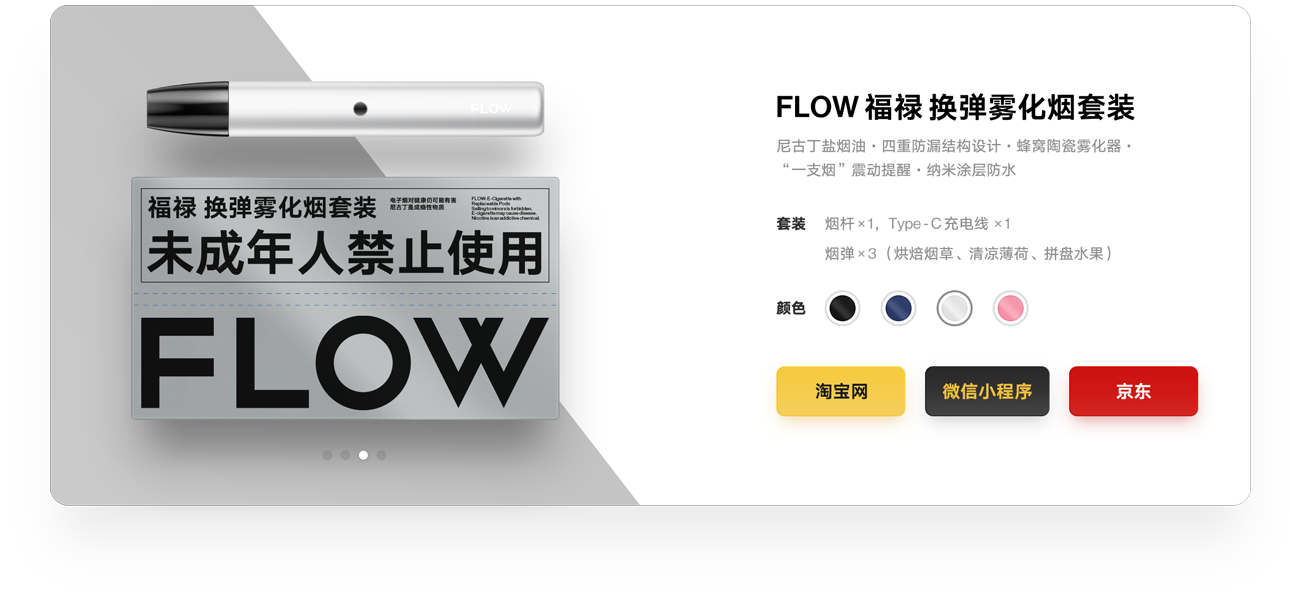 FLOW
福禄 换弹雾化烟套装
电子烟对健康仍可能有害
尼古丁是成瘾性物质
FLOW E-Cigarette with
Replaceable Pods
Selling to minors is forbidden.
E-cigarette may cause disease.
Nicotine is an addictive chemical.
未成年人禁止使用
FLOW
FLOW 福禄 换弹雾化烟套装
尼古丁盐烟油・四重防漏结构设计・蜂窝陶瓷雾化器・
“一支烟”震动提醒・纳米涂层防水
套装 烟杆×1，Type-C充电线 ×1
烟弹×3（烘焙烟草、清凉薄荷、拼盘水果）
颜色
淘宝网 微信小程序 京东